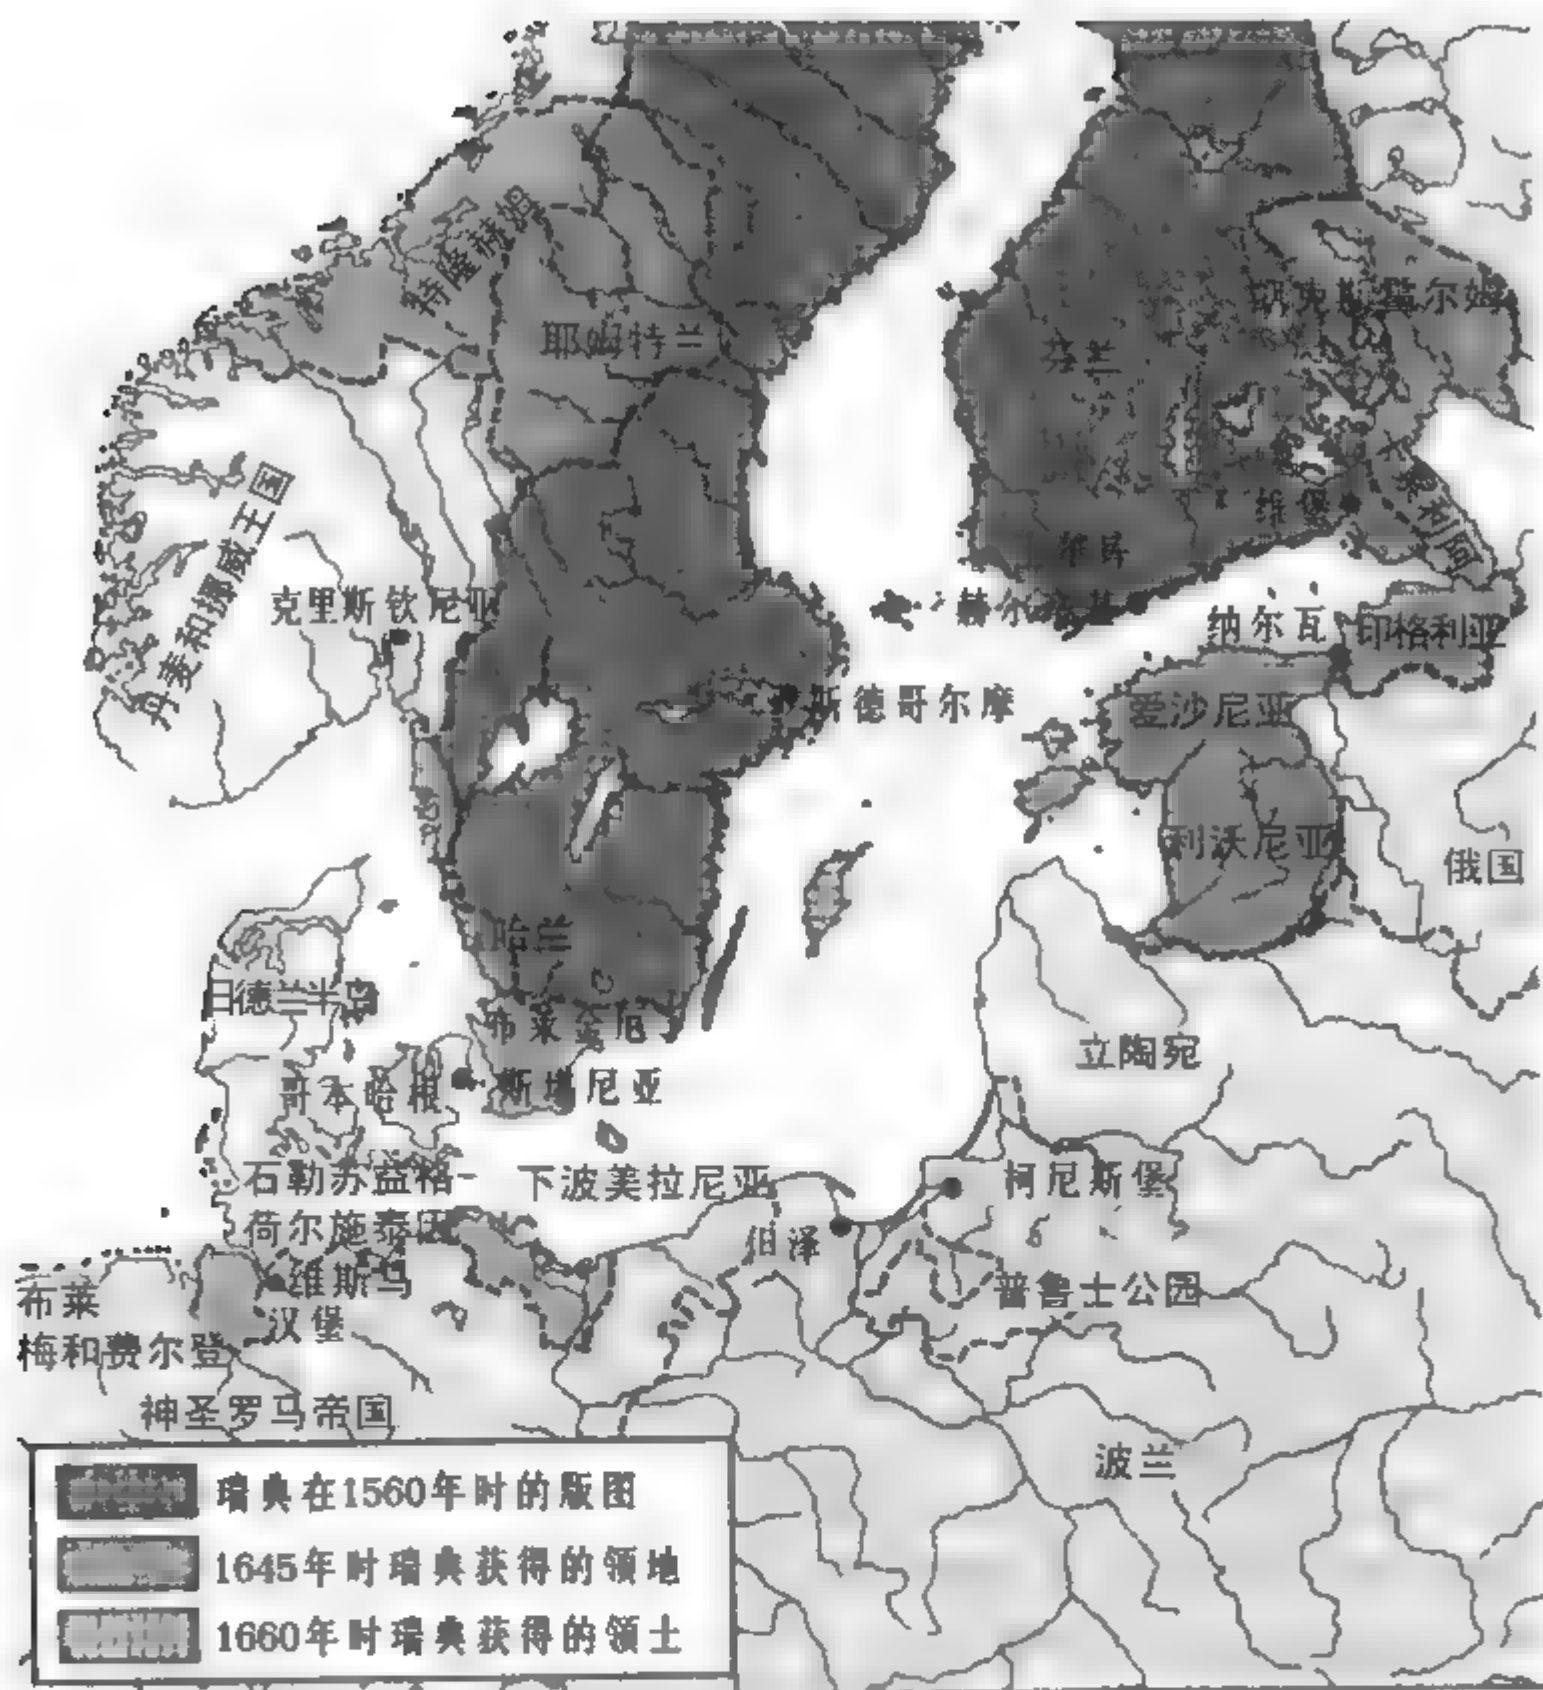 特隆赫姆
耶姆特兰
芬兰
丹麦和挪威王国
克里斯钦尼亚
维堡
卡累利阿
赫尔辛基
纳尔瓦
印格利亚
斯德哥尔摩
爱沙尼亚
利沃尼亚
俄国
哈兰
日德兰半岛
布莱金厄
立陶宛
哥本哈根
斯塔尼亚
石勒苏益格-
荷尔施泰因
下波美拉尼亚
柯尼斯堡
但泽
维斯马
普鲁士公园
布莱
梅和费尔登
汉堡
神圣罗马帝国
波兰
瑞典在1560年时的版图
1645年时瑞典获得的领地
1660年时瑞典获得的领土